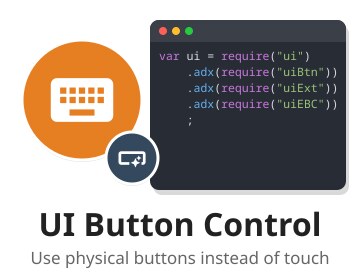 var ui = require("ui")
    .adx(require("uiBtn"))
    .adx(require("uiExt"))
    .adx(require("uiEBC"))
    ;
UI Button Control
Use physical buttons instead of touch